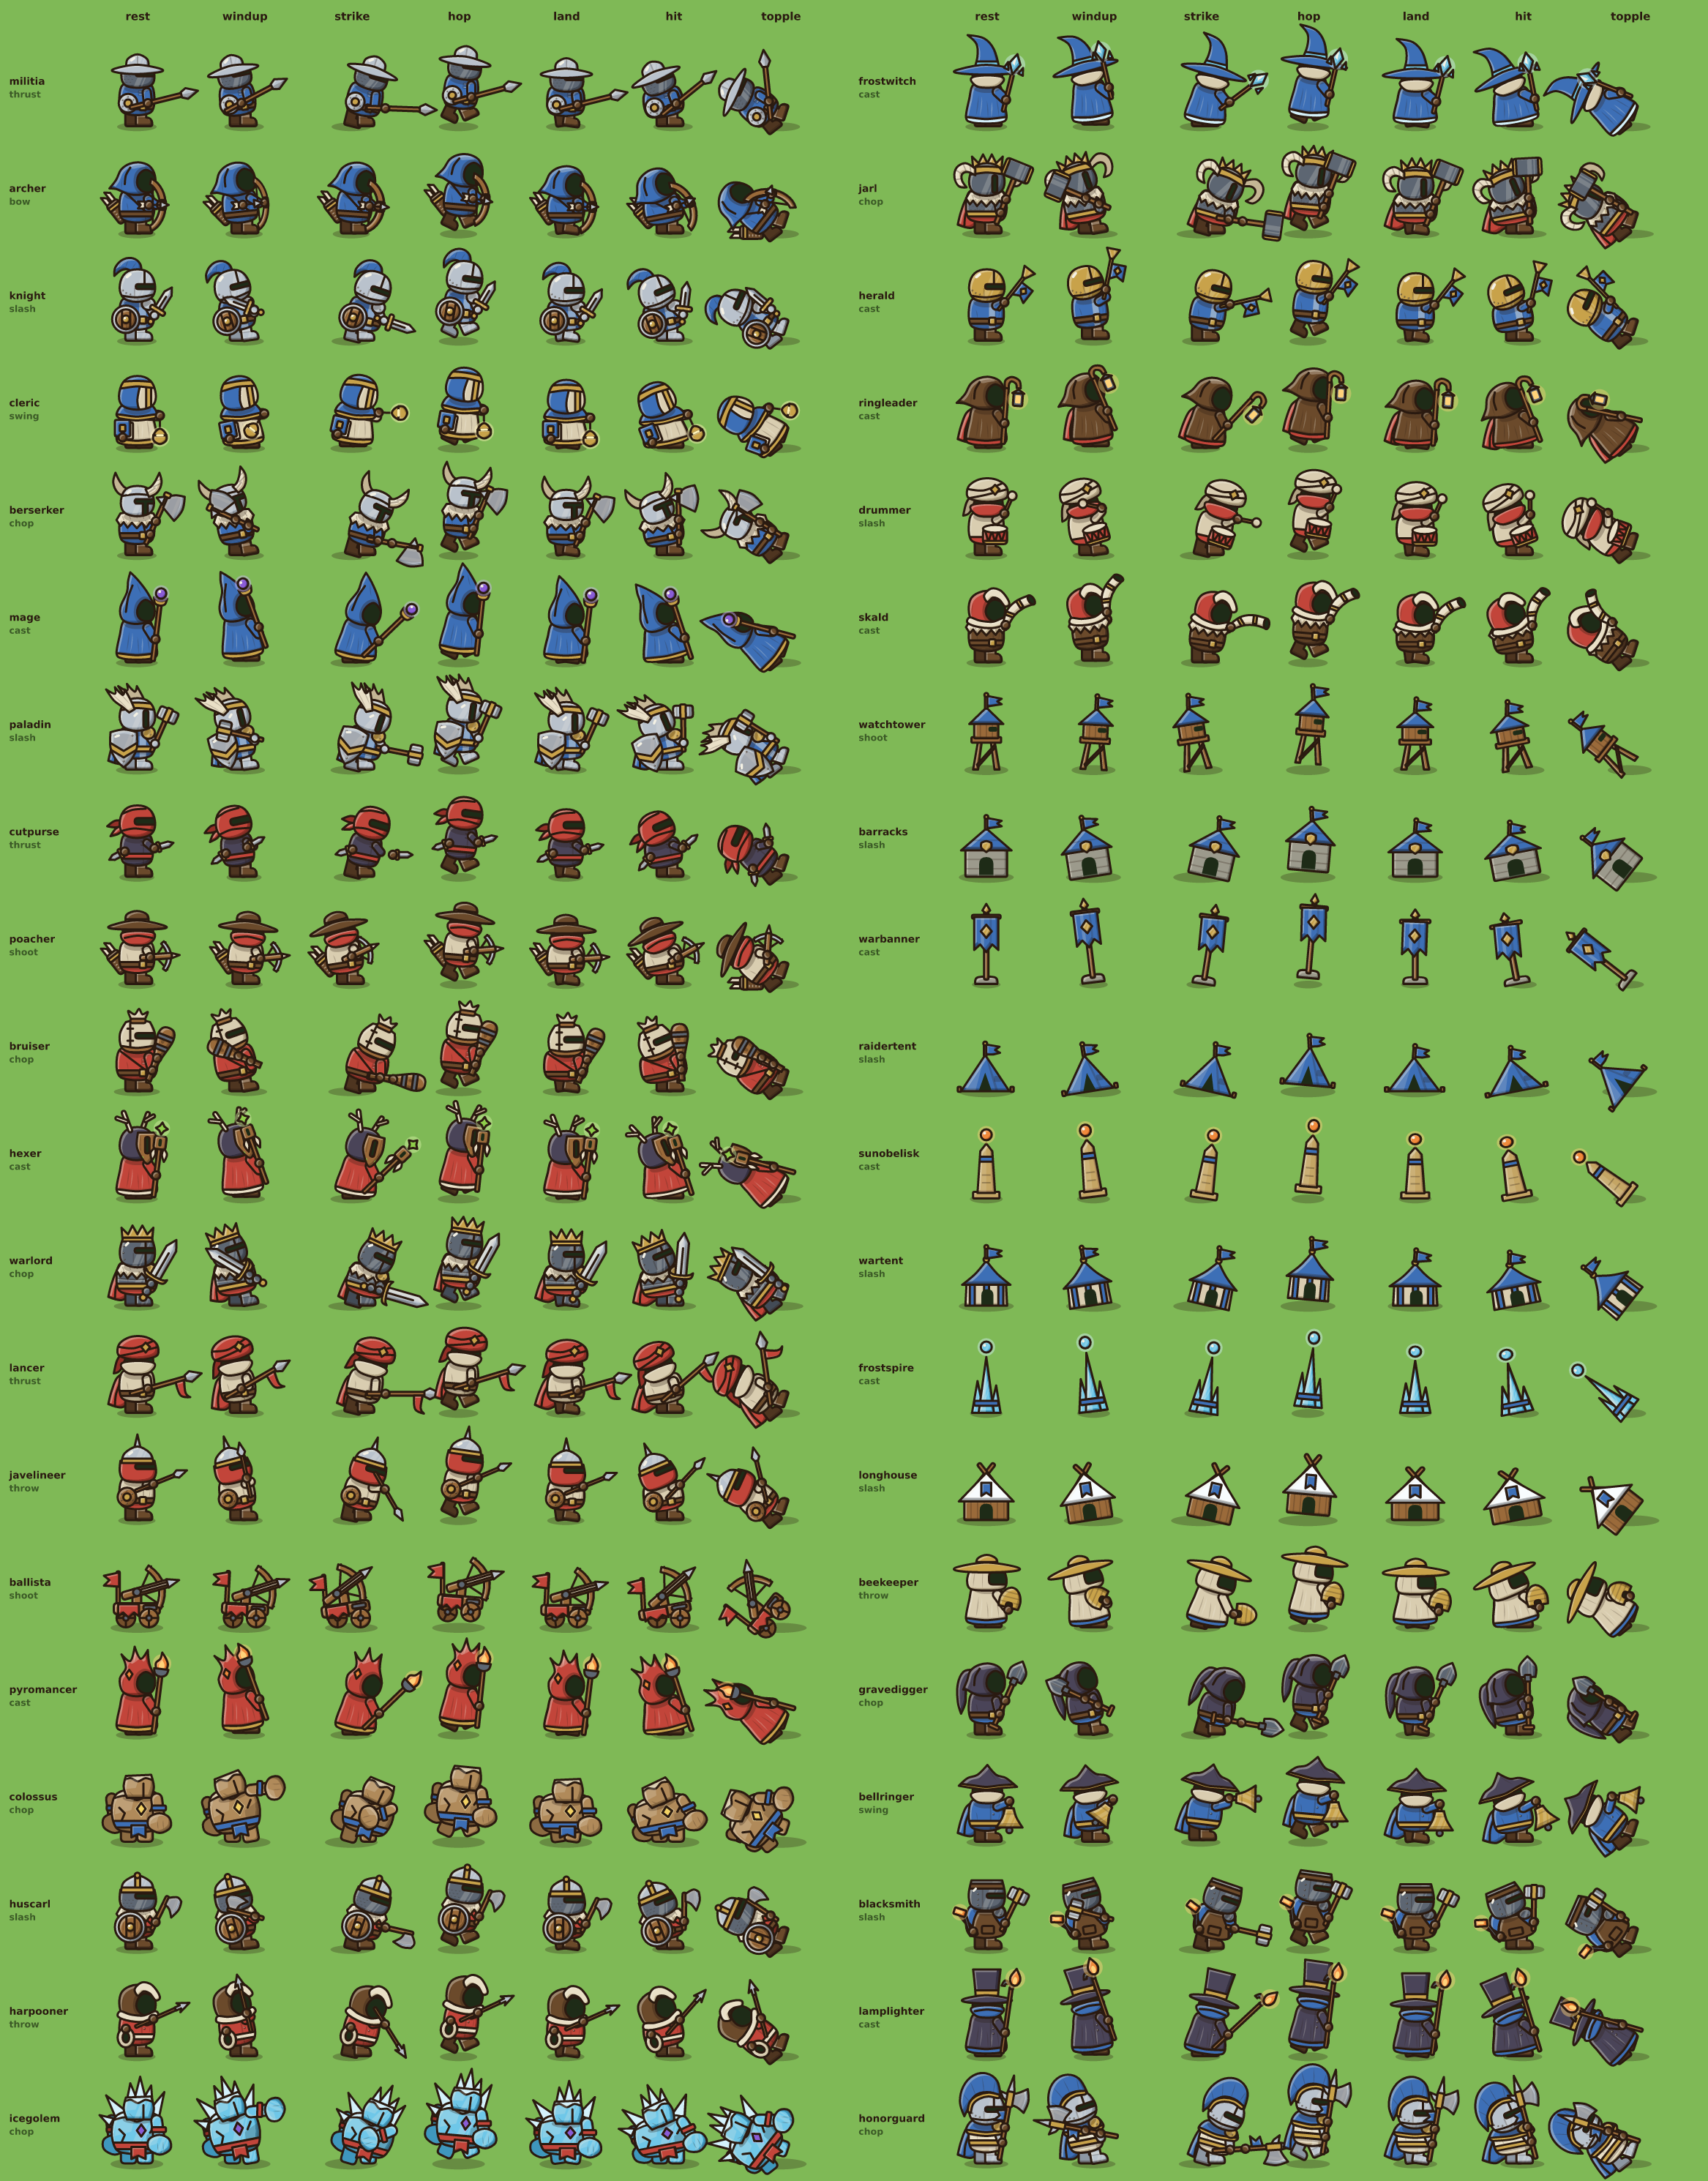 rest windup strike hop land hit topple
militia
thrust
archer
bow
knight
slash
cleric
swing
berserker
chop
mage
cast
paladin
slash
cutpurse
thrust
poacher
shoot
bruiser
chop
hexer
cast
warlord
chop
lancer
thrust
javelineer
throw
ballista
shoot
pyromancer
cast
colossus
chop
huscarl
slash
harpooner
throw
icegolem
chop
rest windup strike hop land hit topple
frostwitch
cast
jarl
chop
herald
cast
ringleader
cast
drummer
slash
skald
cast
watchtower
shoot
barracks
slash
warbanner
cast
raidertent
slash
sunobelisk
cast
wartent
slash
frostspire
cast
longhouse
slash
beekeeper
throw
gravedigger
chop
bellringer
swing
blacksmith
slash
lamplighter
cast
honorguard
chop